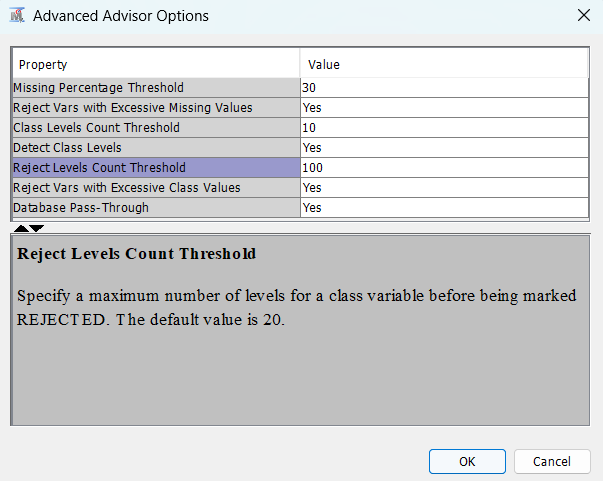 Advanced Advisor Options
Property Value
Missing Percentage Threshold 30
Reject Vars with Excessive Missing Values Yes
Class Levels Count Threshold 10
Detect Class Levels Yes
Reject Levels Count Threshold 100
Reject Vars with Excessive Class Values Yes
Database Pass-Through Yes
Reject Levels Count Threshold
Specify a maximum number of levels for a class variable before being marked
REJECTED. The default value is 20.
OK Cancel